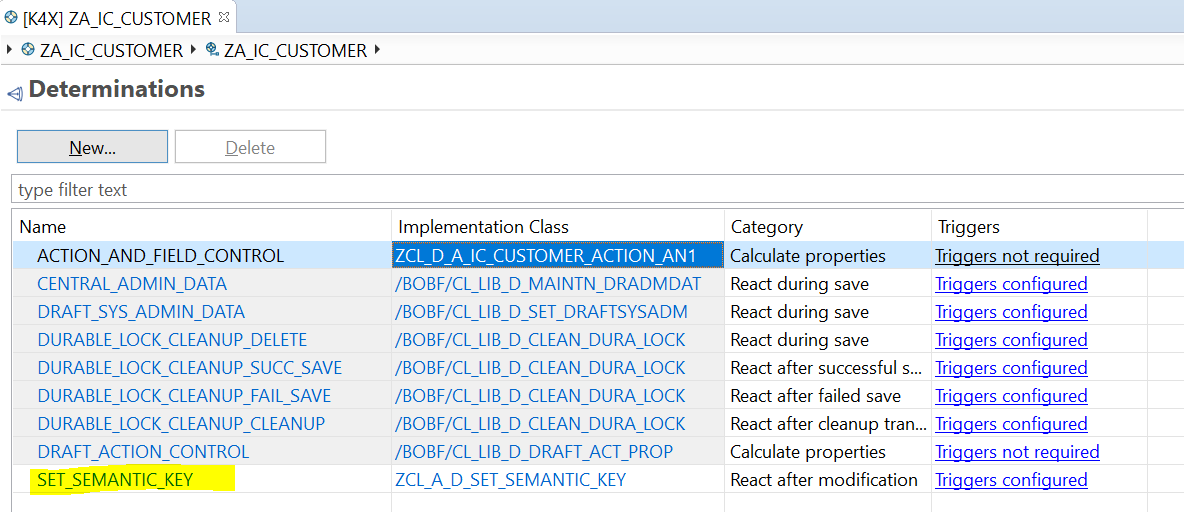 [K4X] ZA_IC_CUSTOMER
ZA_IC_CUSTOMER ZA_IC_CUSTOMER
Determinations
New... Delete
type filter text
Name Implementation Class Category Triggers
ACTION_AND_FIELD_CONTROL ZCL_D_A_IC_CUSTOMER_ACTION_AN1 Calculate properties Triggers not required
CENTRAL_ADMIN_DATA /BOBF/CL_LIB_D_MAINTN_DRADMDAT React during save Triggers configured
DRAFT_SYS_ADMIN_DATA /BOBF/CL_LIB_D_SET_DRAFTSYSADM React during save Triggers configured
DURABLE_LOCK_CLEANUP_DELETE /BOBF/CL_LIB_D_CLEAN_DURA_LOCK React during save Triggers configured
DURABLE_LOCK_CLEANUP_SUCC_SAVE /BOBF/CL_LIB_D_CLEAN_DURA_LOCK React after successful s... Triggers configured
DURABLE_LOCK_CLEANUP_FAIL_SAVE /BOBF/CL_LIB_D_CLEAN_DURA_LOCK React after failed save Triggers configured
DURABLE_LOCK_CLEANUP_CLEANUP /BOBF/CL_LIB_D_CLEAN_DURA_LOCK React after cleanup tran... Triggers configured
DRAFT_ACTION_CONTROL /BOBF/CL_LIB_D_DRAFT_ACT_PROP Calculate properties Triggers not required
SET_SEMANTIC_KEY ZCL_A_D_SET_SEMANTIC_KEY React after modification Triggers configured